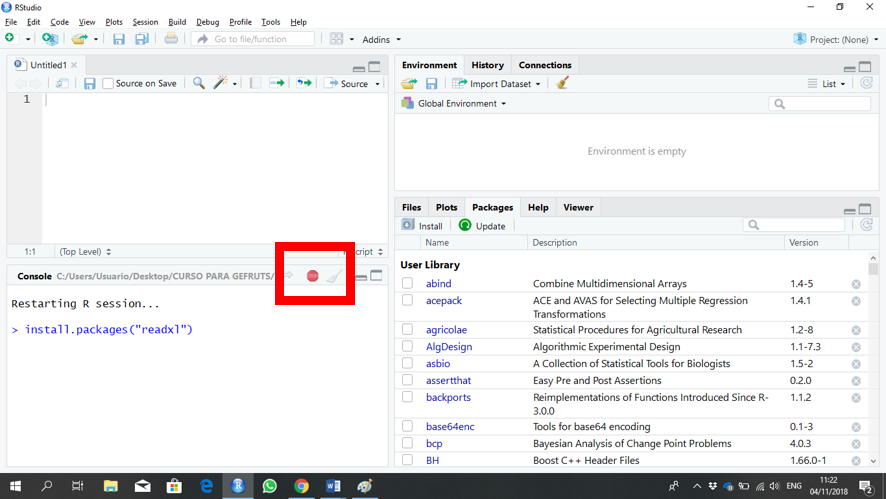 RStudio
File Edit Code View Plots Session Build Debug Profile Tools Help
Go to file/function
Addins
Project: (None)
Untitled1
Source on Save
Source
1
1:1 (Top Level)
Console C:/Users/Usuario/Desktop/CURSO PARA GEFRUTS/
STOP
Restarting R session...
> install.packages("readxl")
Environment History Connections
Import Dataset
List
Global Environment
Environment is empty
Files Plots Packages Help Viewer
Install Update
Name Description Version
User Library
abind Combine Multidimensional Arrays 1.4-5
acepack ACE and AVAS for Selecting Multiple Regression 1.4.1
Transformations
agricolae Statistical Procedures for Agricultural Research 1.2-8
AlgDesign Algorithmic Experimental Design 1.1-7.3
asbio A Collection of Statistical Tools for Biologists 1.5-2
assertthat Easy Pre and Post Assertions 0.2.0
backports Reimplementations of Functions Introduced Since R- 1.1.2
3.0.0
base64enc Tools for base64 encoding 0.1-3
bcp Bayesian Analysis of Change Point Problems 4.0.3
BH Boost C++ Header Files 1.66.0-1
ENG
11:22
04/11/2018
2